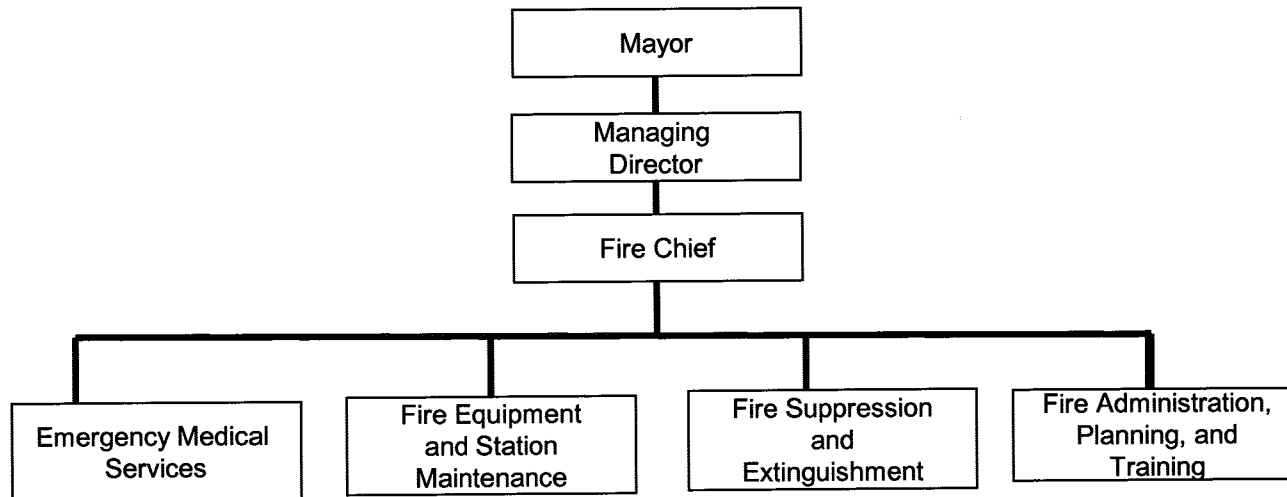 Mayor
Managing
Director
Fire Chief
Emergency Medical
Services
Fire Equipment
and Station
Maintenance
Fire Suppression
and
Extinguishment
Fire Administration,
Planning, and
Training